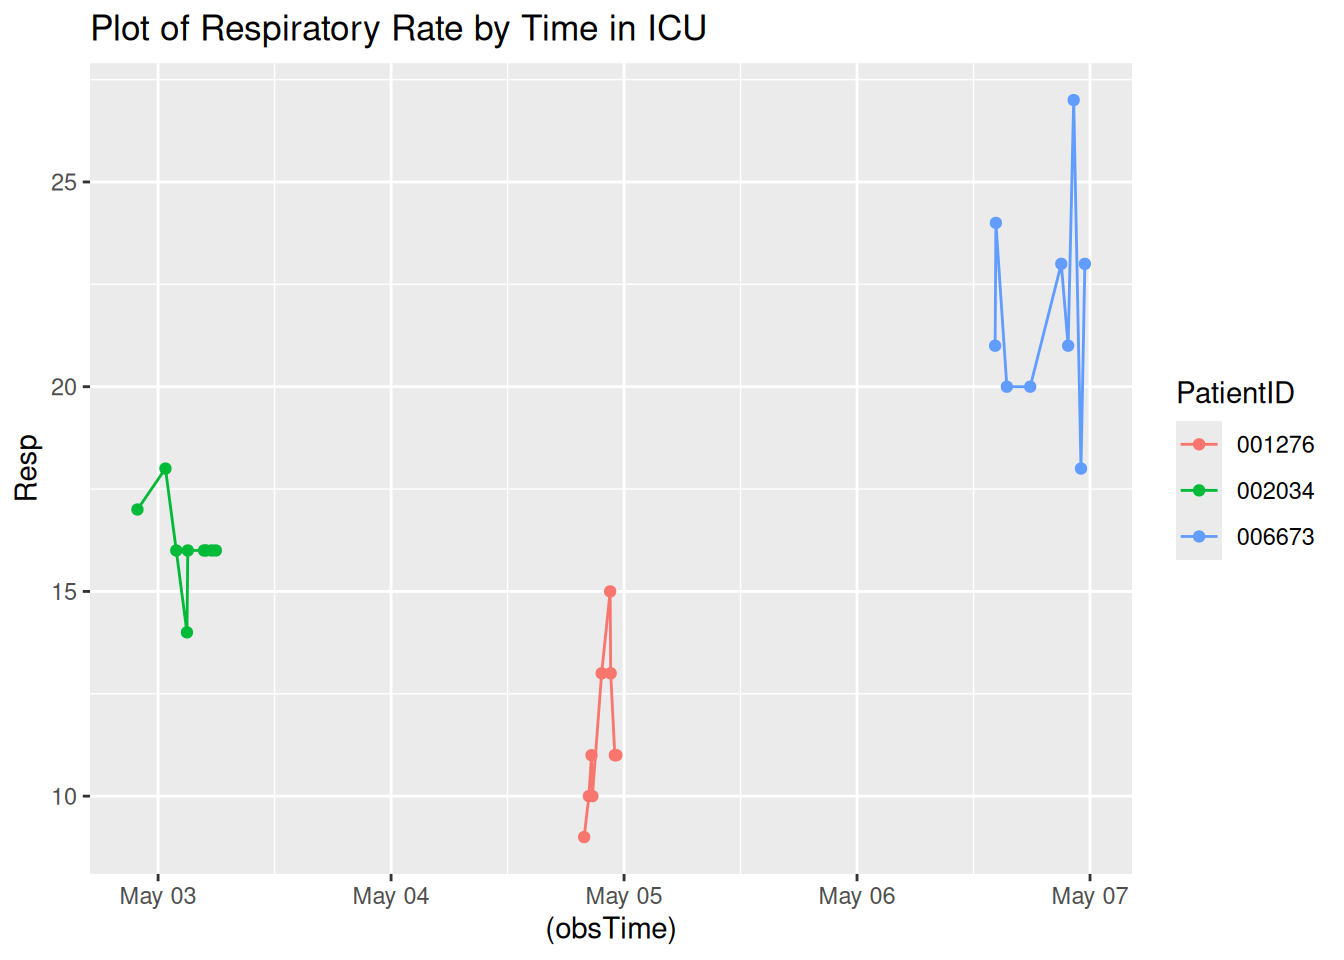 Plot of Respiratory Rate by Time in ICU
25
20
15
10
Resp
May 03 May 04 May 05 May 06 May 07
(obsTime)
PatientID
001276
002034
006673